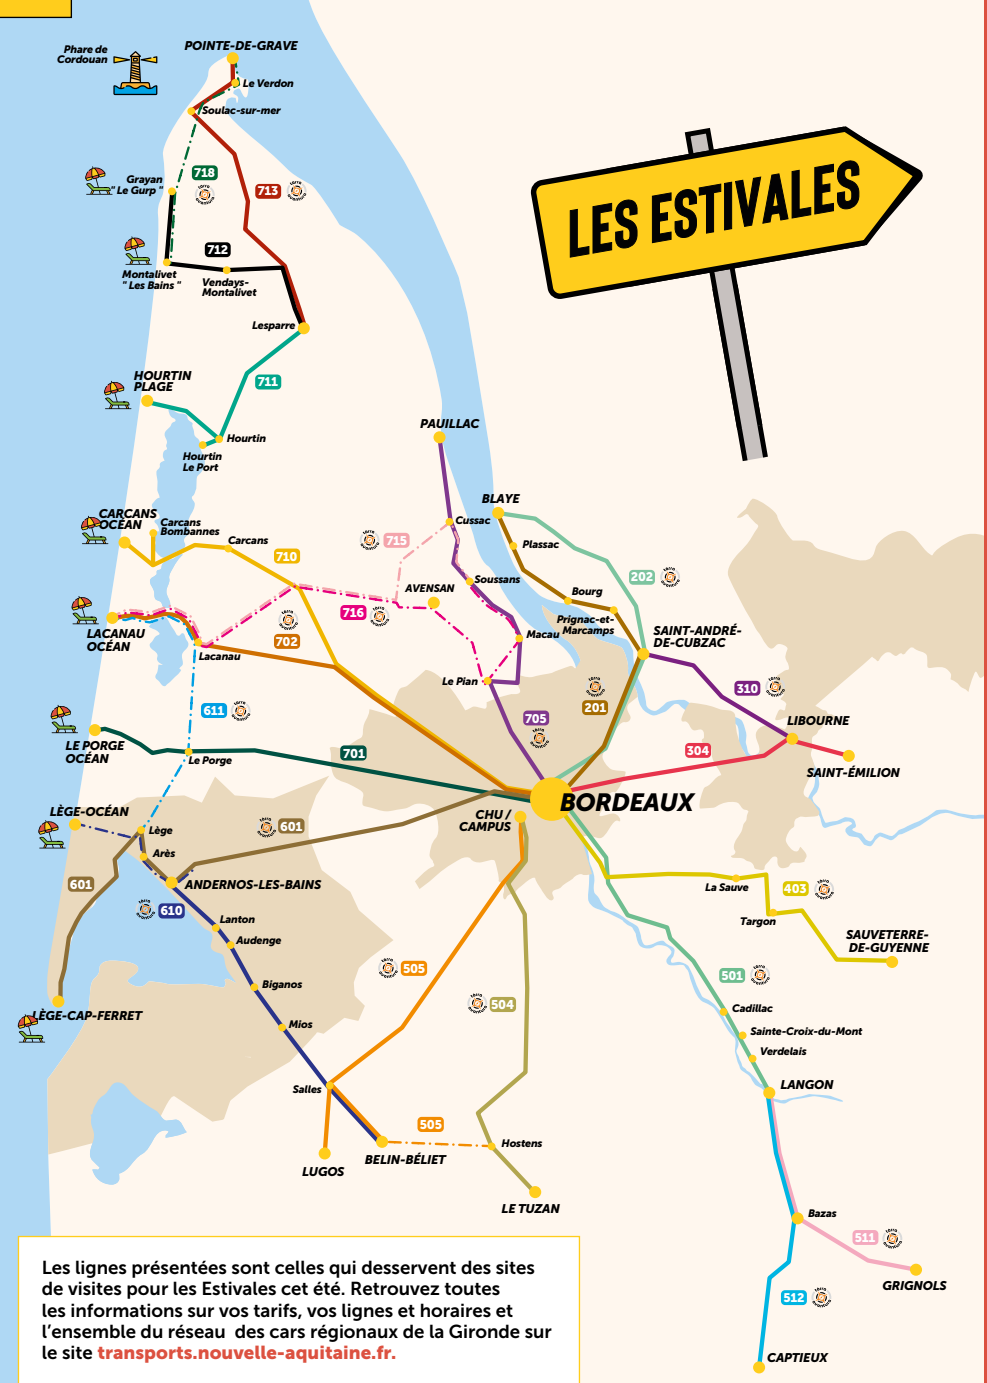 Phare de
Cordouan
POINTE-DE-GRAVE
Le Verdon
Soulac-sur-mer
718
Grayan
"Le Gurp"
713
LES ESTIVALES
712
Montalivet
"Les Bains"
Vendays-
Montalivet
Lesparre
711
HOURTIN
PLAGE
Hourtin
Hourtin
Le Port
PAUILLAC
BLAYE
CARCANS
OCÉAN
Carcans
Bombannes
Carcans
Cussac
715
710
Plassac
202
Soussans
AVENSAN
Bourg
716
Prignac-et-
Marcamps
LACANAU
OCÉAN
702
Macau
SAINT-ANDRÉ-
DE-CUBZAC
Lacanau
Le Pian
310
611
705
201
LIBOURNE
LE PORGE
OCÉAN
701
304
Le Porge
SAINT-ÉMILION
BORDEAUX
LÈGE-OCÉAN
CHU /
CAMPUS
601
Lège
Arès
601
ANDERNOS-LES-BAINS
La Sauve
403
610
Lanton
Targon
Audenge
SAUVETERRE-
DE-GUYENNE
505
501
Biganos
504
Cadillac
LÈGE-CAP-FERRET
Mios
Sainte-Croix-du-Mont
Verdelais
Salles
LANGON
505
Hostens
LUGOS
BELIN-BÉLIET
LE TUZAN
Bazas
511
GRIGNOLS
512
CAPTIEUX
Les lignes présentées sont celles qui desservent des sites
de visites pour les Estivales cet été. Retrouvez toutes
les informations sur vos tarifs, vos lignes et horaires et
l'ensemble du réseau des cars régionaux de la Gironde sur
le site transports.nouvelle-aquitaine.fr.